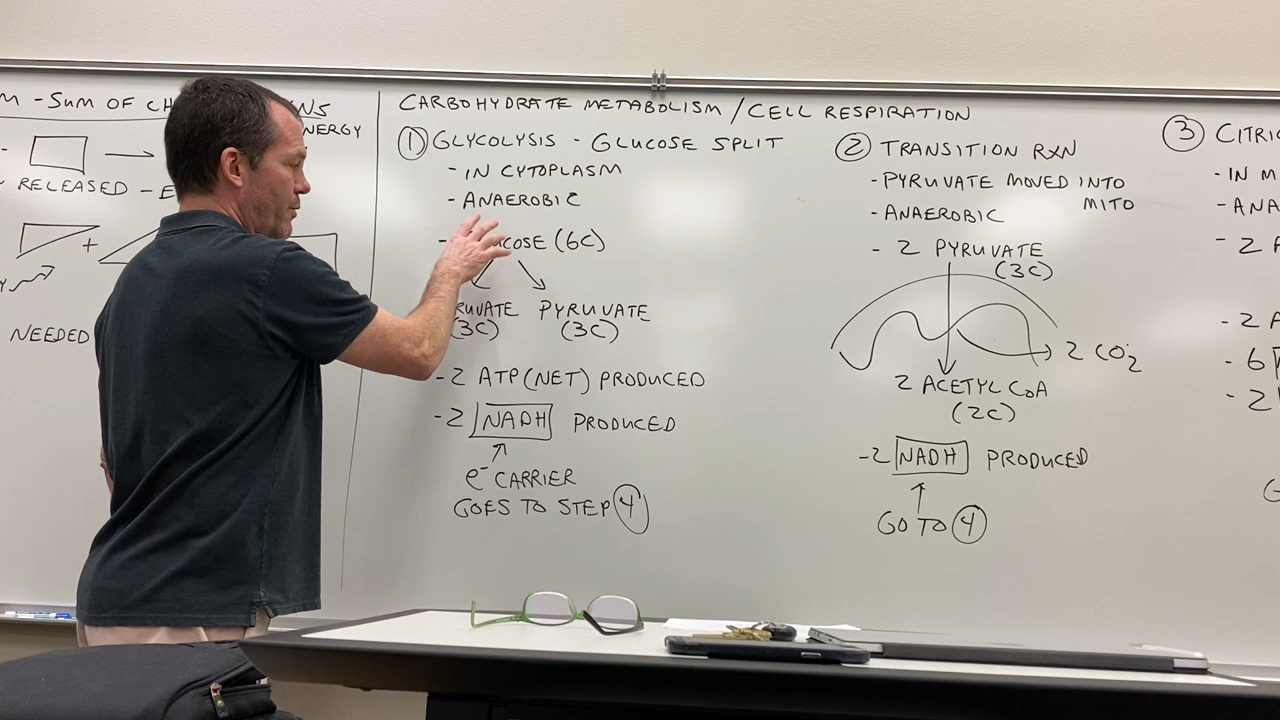 M - SUM OF CH
NS
NERGY
RELEASED - E
+
NEEDED
CARBOHYDRATE METABOLISM / CELL RESPIRATION
① GLYCOLYSIS - GLUCOSE SPLIT
- IN CYTOPLASM
- ANAEROBIC
- UCOSE (6C)
RUVATE PYRUVATE
(3C) (3C)
- 2 ATP (NET) PRODUCED
- 2 NADH PRODUCED
e⁻ CARRIER
GOES TO STEP ④
② TRANSITION RXN
- PYRUVATE MOVED INTO
MITO
- ANAEROBIC
- 2 PYRUVATE
(3C)
2 CO₂
2 ACETYL CoA
(2C)
- 2 NADH PRODUCED
GO TO ④
③ CITRIC
- IN M
- ANA
- 2
- 2 A
- 6
- 2
G